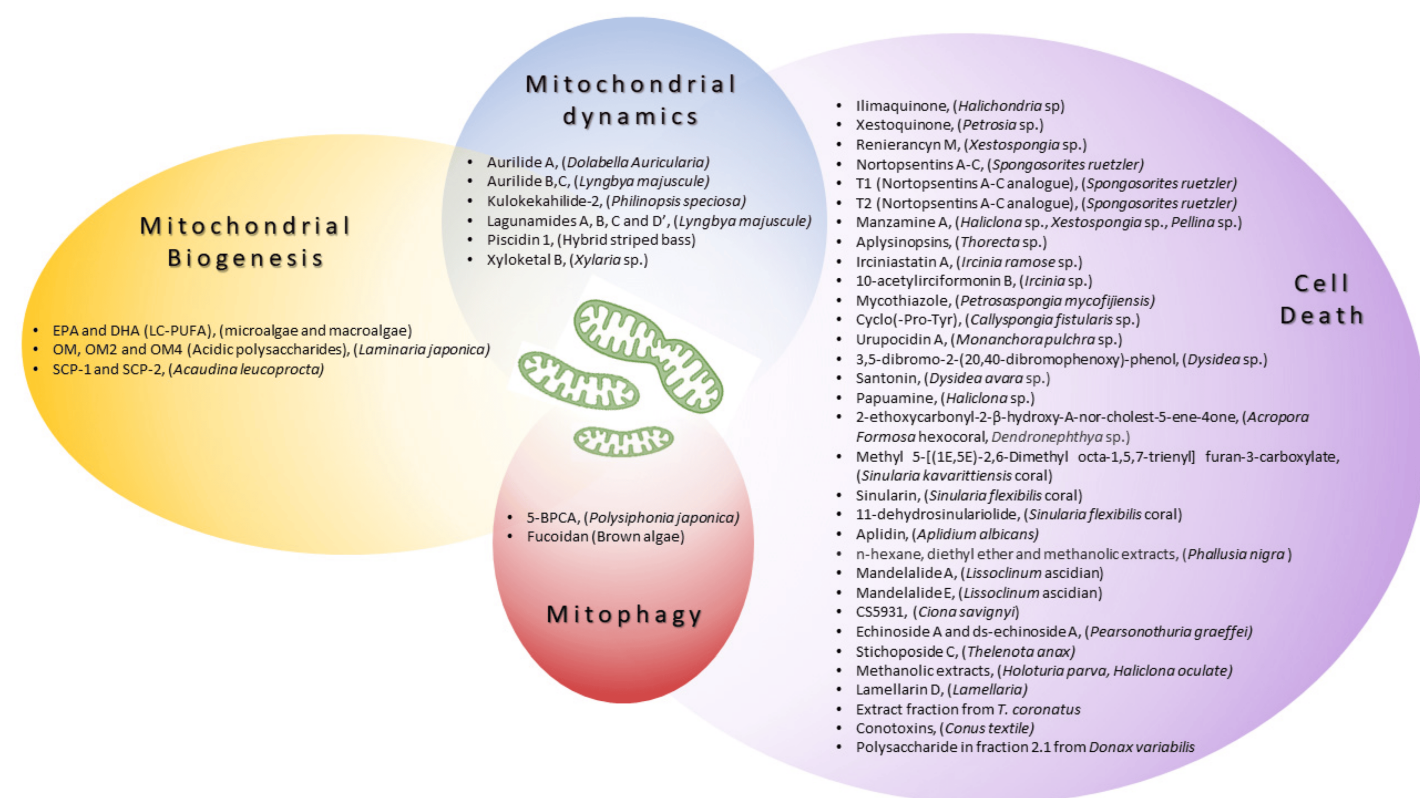 Mitochondrial
dynamics
• Aurilide A, (Dolabella Auricularia)
• Aurilide B,C, (Lyngbya majuscule)
• Kulokekahilide-2, (Philinopsis speciosa)
• Lagunamides A, B, C and D’, (Lyngbya majuscule)
• Piscidin 1, (Hybrid striped bass)
• Xyloketal B, (Xylaria sp.)
Mitochondrial
Biogenesis
• EPA and DHA (LC-PUFA), (microalgae and macroalgae)
• OM, OM2 and OM4 (Acidic polysaccharides), (Laminaria japonica)
• SCP-1 and SCP-2, (Acaudina leucoprocta)
• 5-BPCA, (Polysiphonia japonica)
• Fucoidan (Brown algae)
Mitophagy
• Ilimaquinone, (Halichondria sp)
• Xestoquinone, (Petrosia sp.)
• Renierancyn M, (Xestospongia sp.)
• Nortopsentins A-C, (Spongosorites ruetzler)
• T1 (Nortopsentins A-C analogue), (Spongosorites ruetzler)
• T2 (Nortopsentins A-C analogue), (Spongosorites ruetzler)
• Manzamine A, (Haliclona sp., Xestospongia sp., Pellina sp.)
• Aplysinopsins, (Thorecta sp.)
• Irciniastatin A, (Ircinia ramose sp.)
• 10-acetylirciformonin B, (Ircinia sp.)
• Mycothiazole, (Petrosaspongia mycofijiensis)
• Cyclo(-Pro-Tyr), (Callyspongia fistularis sp.)
• Urupocidin A, (Monanchora pulchra sp.)
• 3,5-dibromo-2-(20,40-dibromophenoxy)-phenol, (Dysidea sp.)
• Santonin, (Dysidea avara sp.)
• Papuamine, (Haliclona sp.)
• 2-ethoxycarbonyl-2-β-hydroxy-A-nor-cholest-5-ene-4one, (Acropora
Formosa hexocoral, Dendronephthya sp.)
• Methyl 5-[(1E,5E)-2,6-Dimethyl octa-1,5,7-trienyl] furan-3-carboxylate,
(Sinularia kavarittiensis coral)
• Sinularin, (Sinularia flexibilis coral)
• 11-dehydrosinulariolide, (Sinularia flexibilis coral)
• Aplidin, (Aplidium albicans)
• n-hexane, diethyl ether and methanolic extracts, (Phallusia nigra )
• Mandelalide A, (Lissoclinum ascidian)
• Mandelalide E, (Lissoclinum ascidian)
• CS5931, (Ciona savignyi)
• Echinoside A and ds-echinoside A, (Pearsonothuria graeffei)
• Stichoposide C, (Thelenota anax)
• Methanolic extracts, (Holoturia parva, Haliclona oculate)
• Lamellarin D, (Lamellaria)
• Extract fraction from T. coronatus
• Conotoxins, (Conus textile)
• Polysaccharide in fraction 2.1 from Donax variabilis
Cell
Death